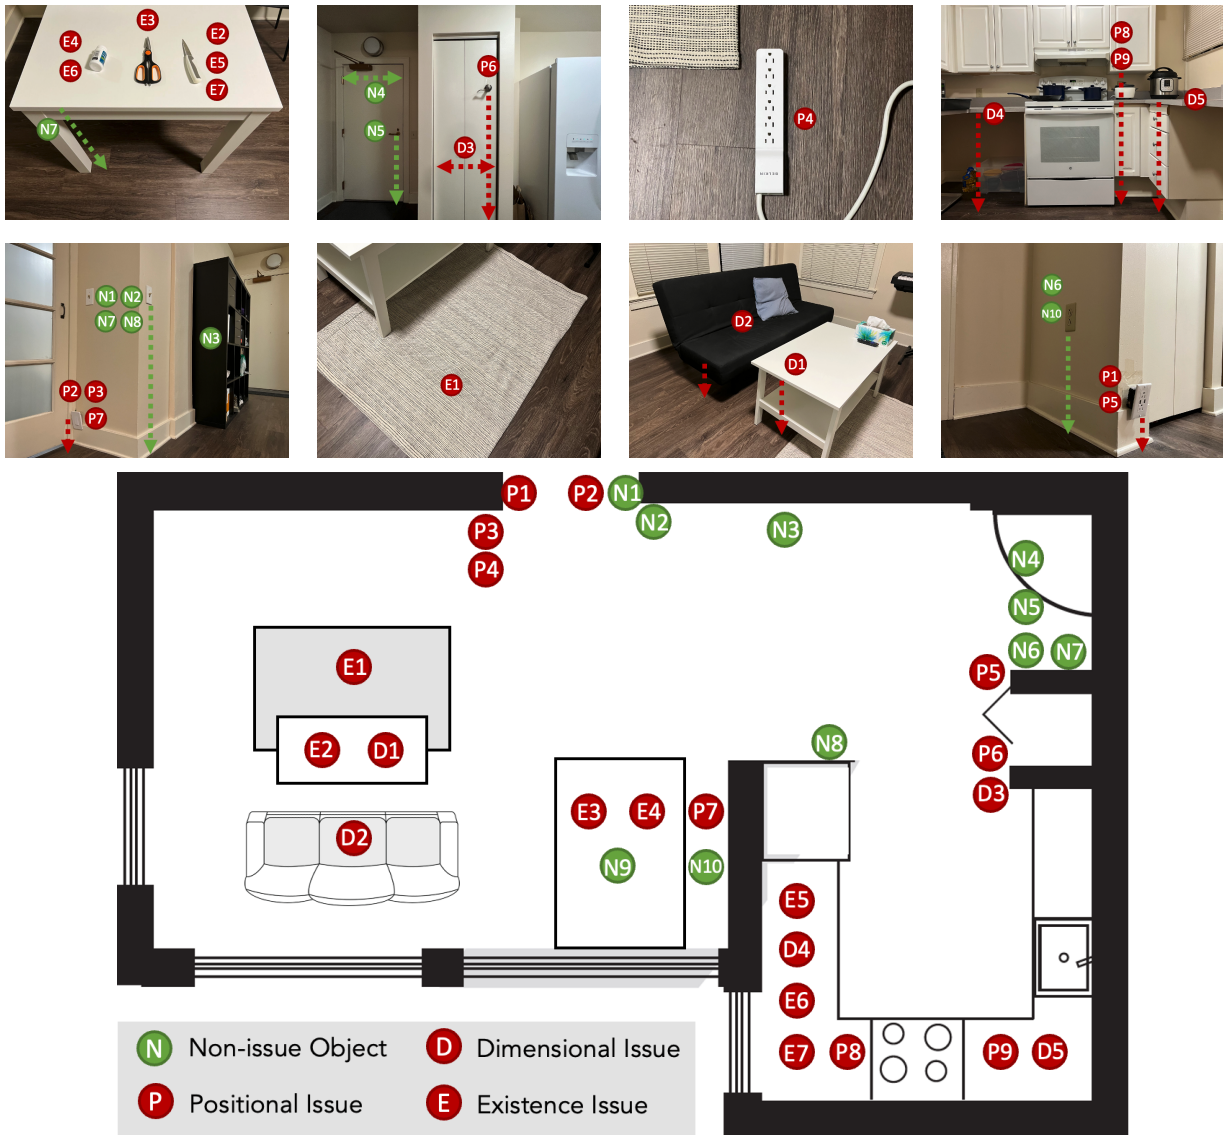 E3
E4
E2
E6
E5
E7
N7
N4
N5
P6
D3
P4
BELKIN
P8
P9
D4
D5
N1 N2
N7 N8
N3
P2 P3
P7
E1
D2
D1
N6
N10
P1
P5
P1 P2 N1
N2 N3
P3
P4
N4
N5
N6 N7
P5
E1
E2 D1
N8
P6
D3
D2
E3 E4 P7
N9 N10
E5
D4
E6
E7 P8 P9 D5
N Non-issue Object D Dimensional Issue
P Positional Issue E Existence Issue